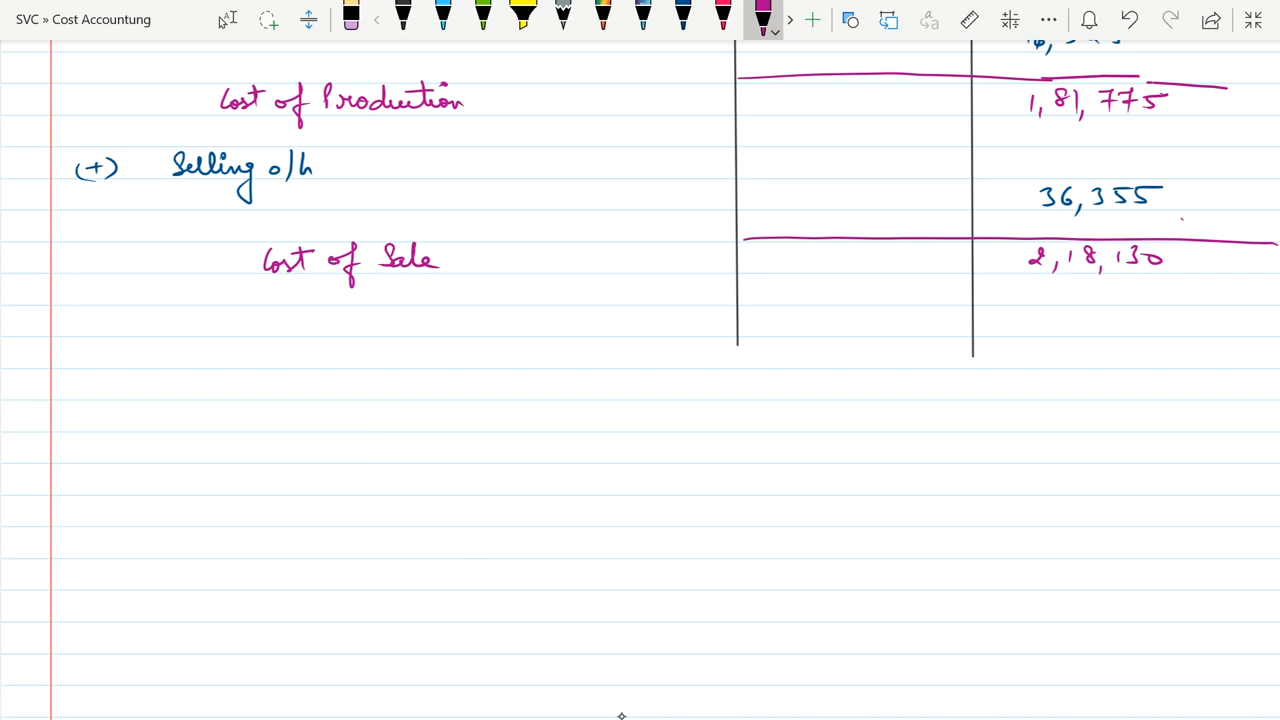 SVC » Cost Accountung
Cost of Production 1,81,775
(+) Selling o/h
36,355
Cost of Sale 2,18,130